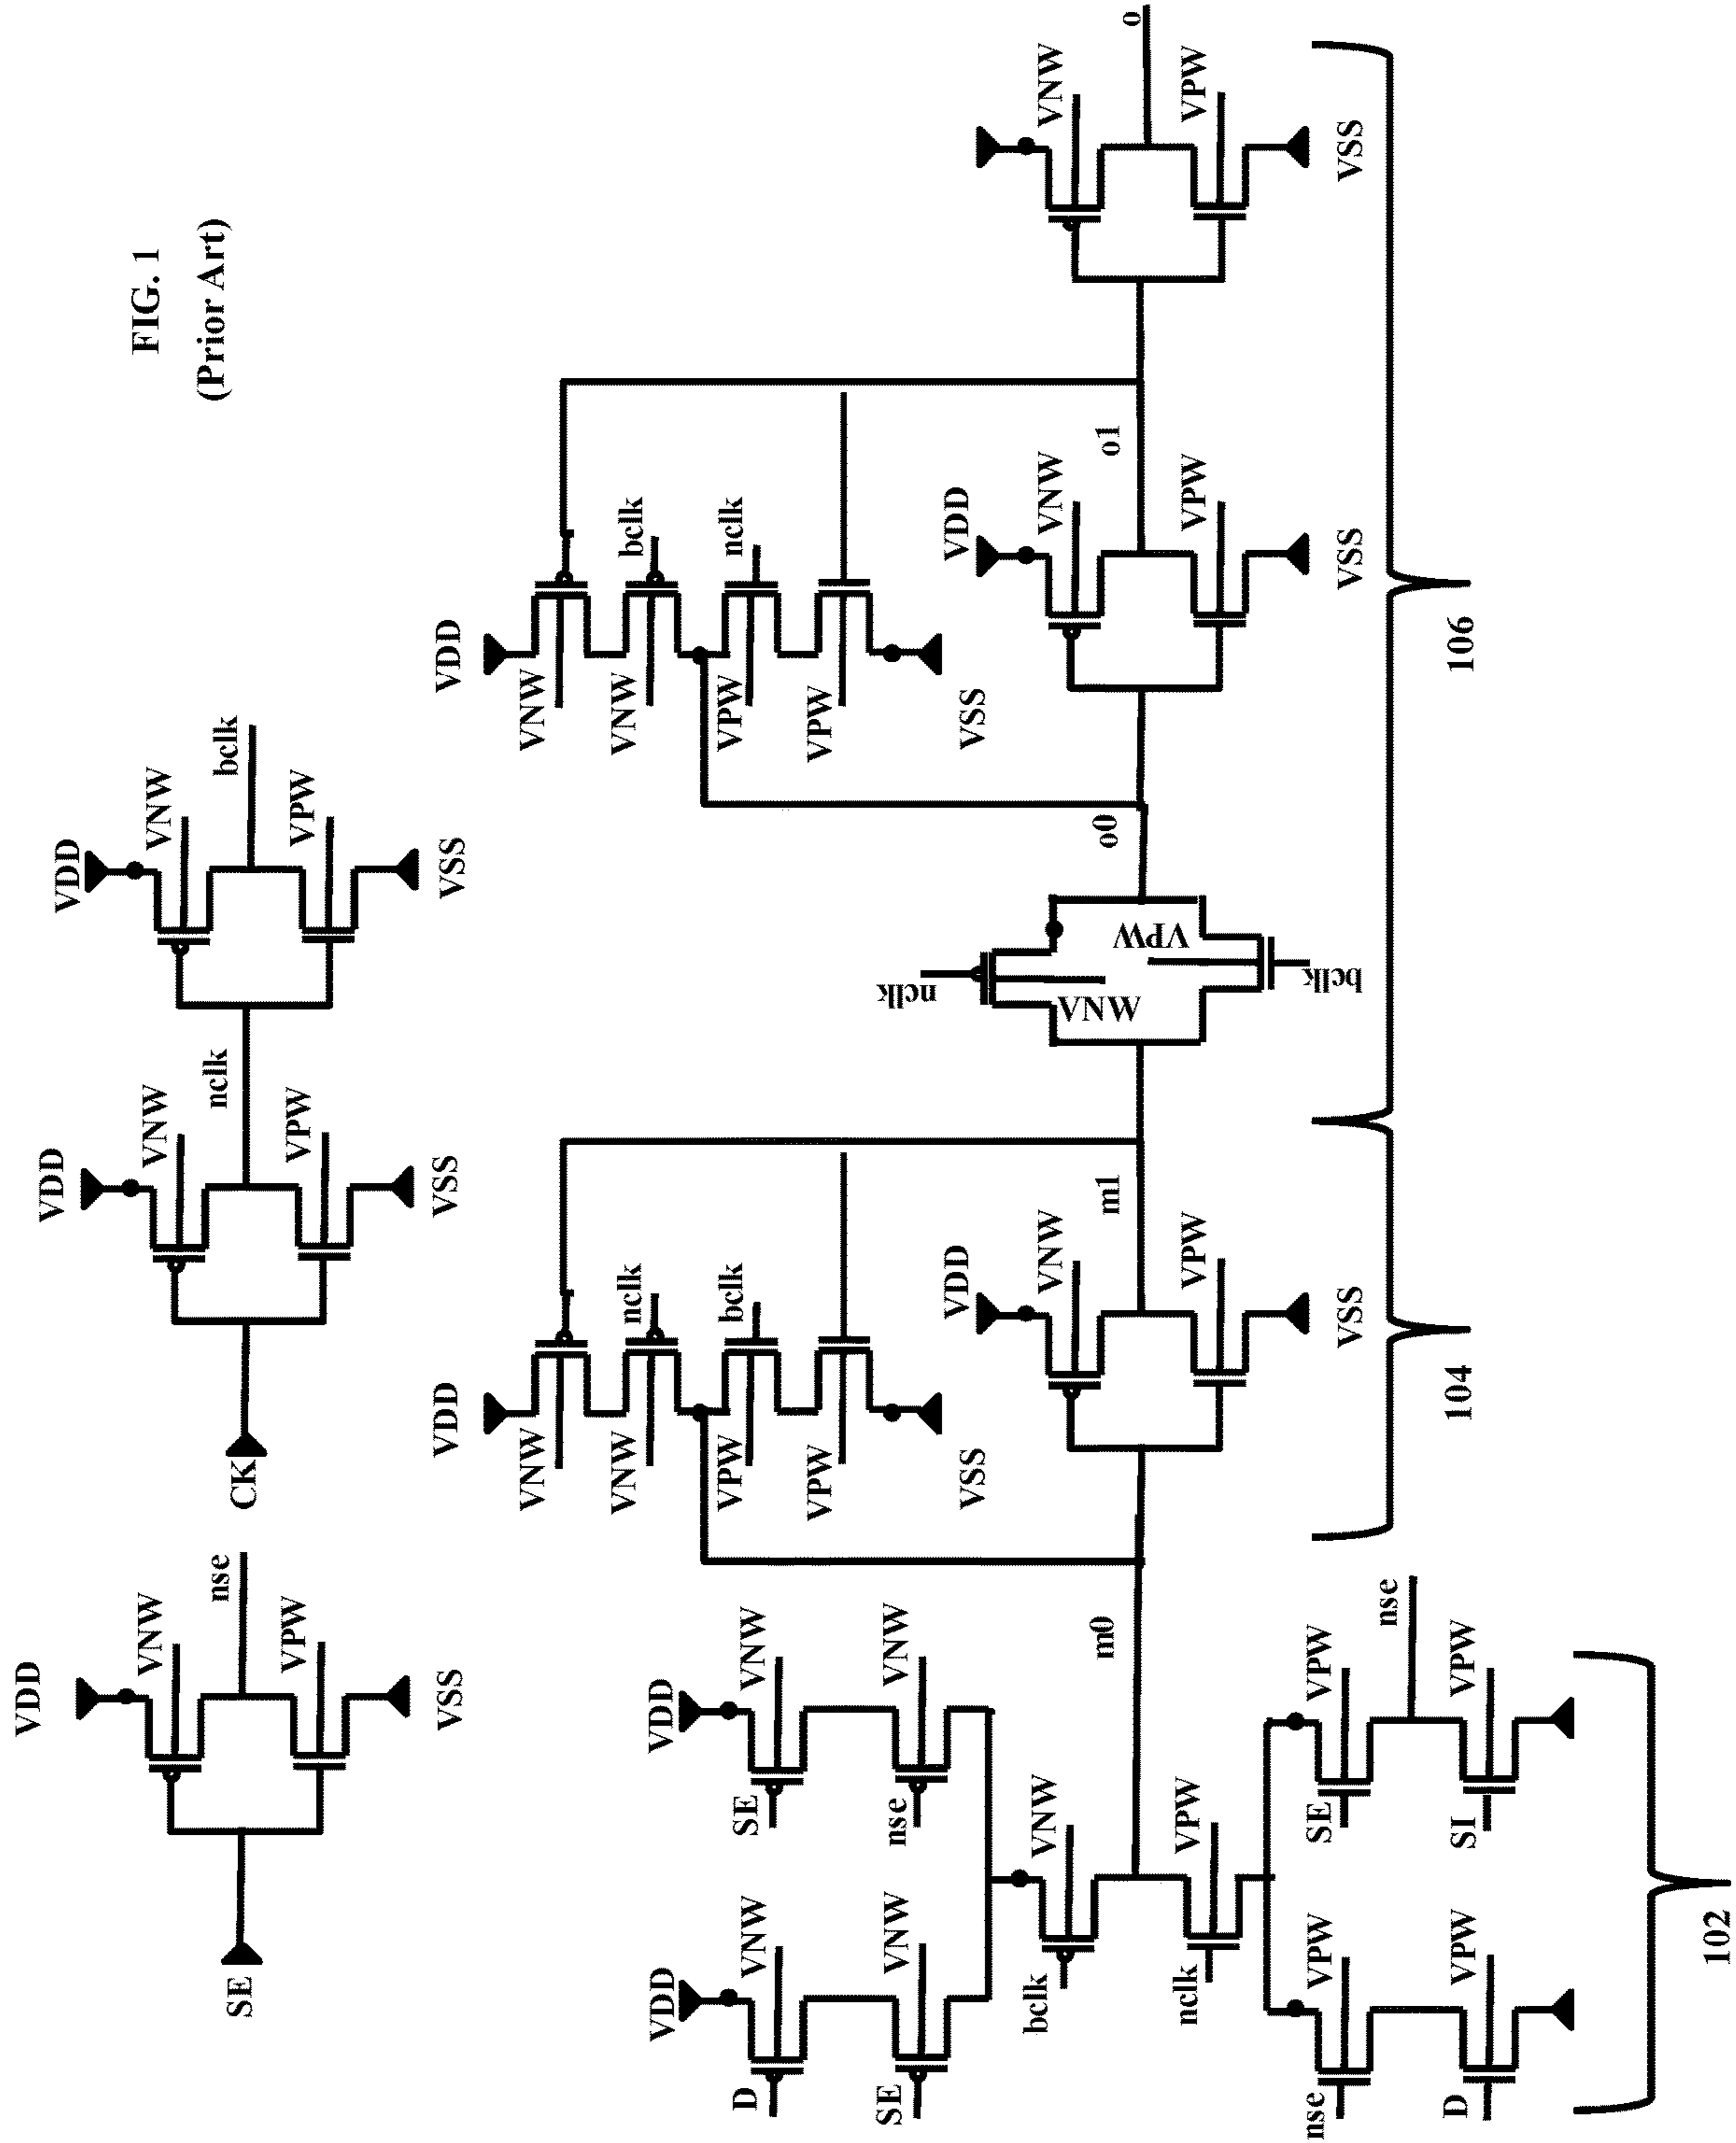 FIG. 1
(Prior Art)
VDD
VNW
nse
VPW
VSS
SE
VDD
VNW
nclk
VPW
VSS
CK
VDD
VNW
bclk
VPW
VSS
VDD
VNW
D
VNW
SE
VDD
VNW
SE
VNW
nse
VNW
bclk
m0
VPW
nclk
VPW
nse
VPW
D
VPW
SE
nse
VPW
SI
102
VDD
VNW
nclk
VNW
bclk
VPW
VPW
VSS
VDD
VNW
m1
VPW
VSS
104
nclk
VNW
VPW
bclk
o0
VDD
VNW
bclk
VNW
nclk
VPW
VPW
VSS
VDD
VNW
o1
VPW
VSS
VNW
o
VPW
VSS
106